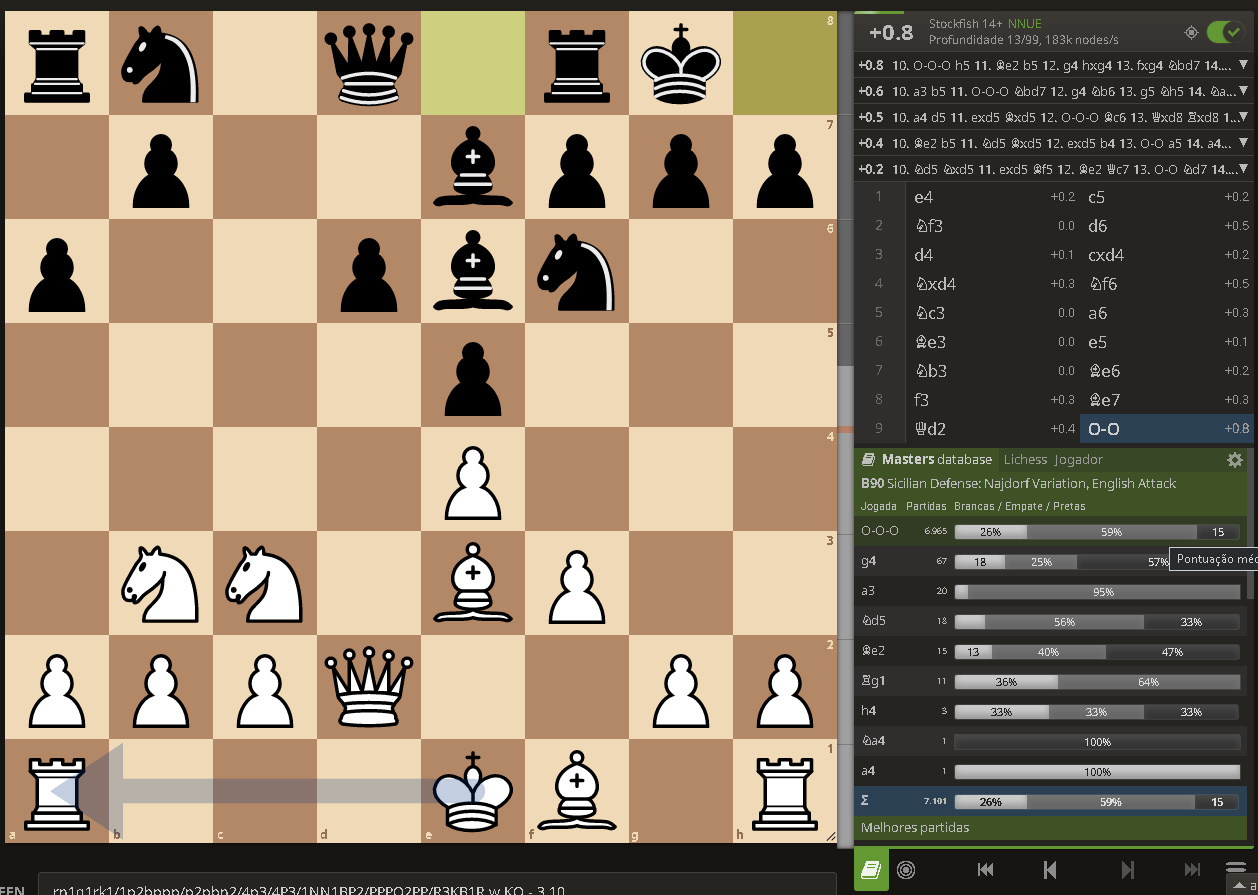 8
7
6
5
4
3
2
1
a b c d e f g h
FEN rn1q1rk1/1p2bppp/p2pbn2/4p3/4P3/1NN1BP2/PPPQ2PP/R3KB1R w KQ - 3 10
+0.8 Stockfish 14+ NNUE
Profundidade 13/99, 183k nodes/s
+0.8 10. O-O-O h5 11. ♗e2 b5 12. g4 hxg4 13. fxg4 ♘bd7 14....
+0.6 10. a3 b5 11. O-O-O ♘bd7 12. g4 ♘b6 13. g5 ♘h5 14. ♘a...
+0.5 10. a4 d5 11. exd5 ♗xd5 12. O-O-O ♗c6 13. ♕xd8 ♖xd8 1...
+0.4 10. ♗e2 b5 11. ♘d5 ♗xd5 12. exd5 b4 13. O-O a5 14. a4...
+0.2 10. ♘d5 ♘xd5 11. exd5 ♗f5 12. ♗e2 ♕c7 13. O-O ♘d7 14....
1 e4 +0.2 c5 +0.2
2 ♘f3 0.0 d6 +0.5
3 d4 +0.1 cxd4 +0.2
4 ♘xd4 +0.3 ♘f6 +0.5
5 ♘c3 0.0 a6 +0.3
6 ♗e3 0.0 e5 +0.1
7 ♘b3 0.0 ♗e6 +0.2
8 f3 +0.3 ♗e7 +0.3
9 ♕d2 +0.4 O-O +0.8
Masters database Lichess Jogador
B90 Sicilian Defense: Najdorf Variation, English Attack
Jogada Partidas Brancas / Empate / Pretas
O-O-O 6.965 26% 59% 15
g4 67 18 25% 57%
Pontuação méd
a3 20 95%
♘d5 18 56% 33%
♗e2 15 13 40% 47%
♖g1 11 36% 64%
h4 3 33% 33% 33%
♘a4 1 100%
a4 1 100%
Σ 7.101 26% 59% 15
Melhores partidas